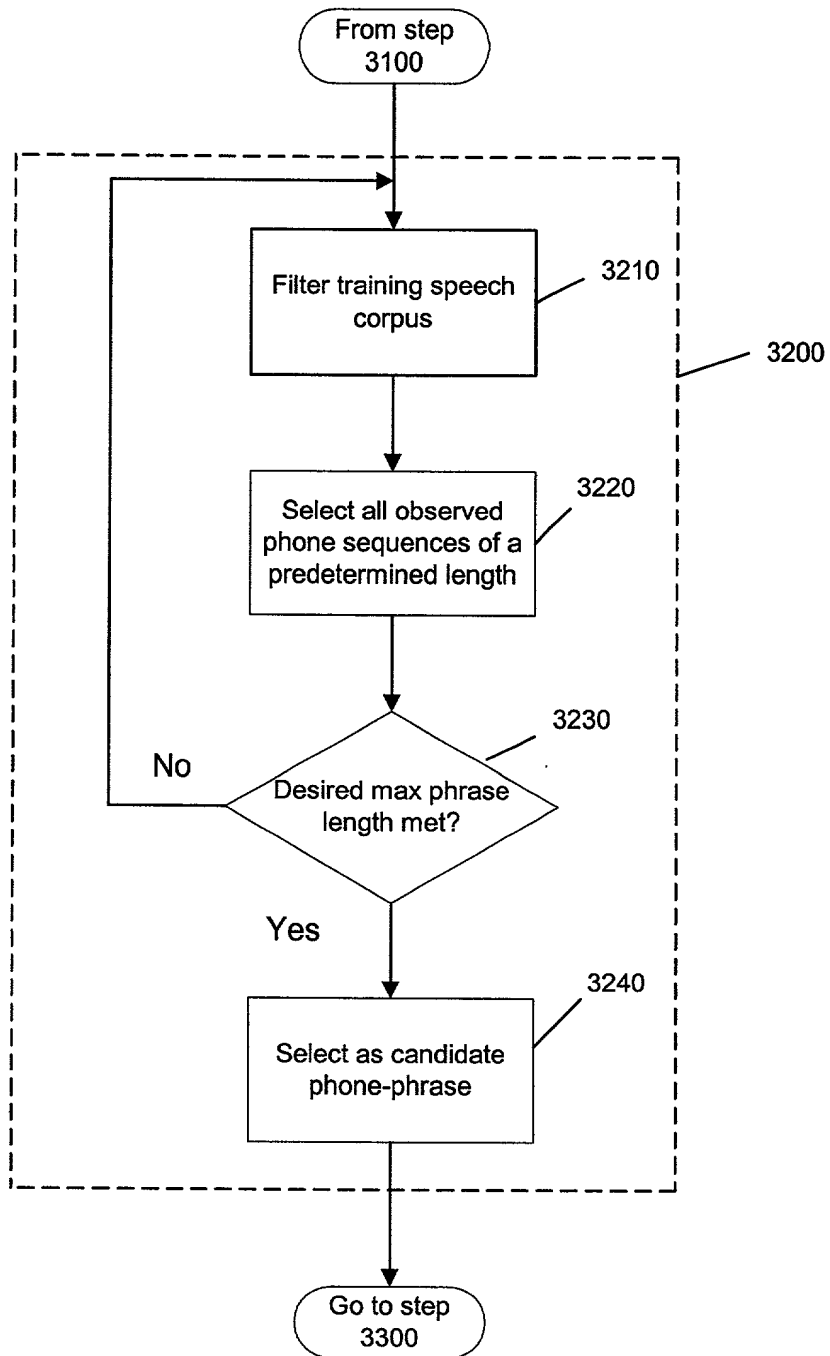 From step
3100
Filter training speech
corpus
3210
3200
Select all observed
phone sequences of a
predetermined length
3220
3230
No
Desired max phrase
length met?
Yes
3240
Select as candidate
phone-phrase
Go to step
3300